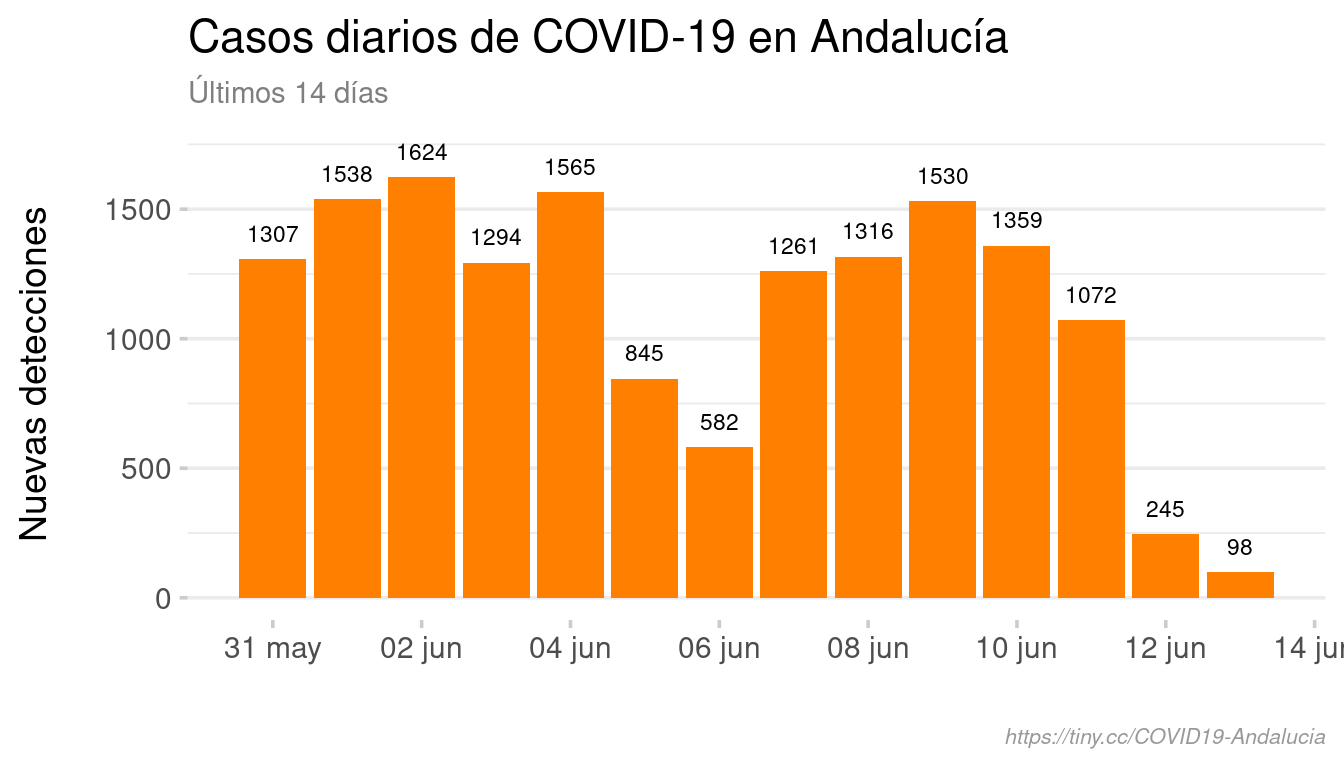 Casos diarios de COVID-19 en Andalucía
Últimos 14 días
Nuevas detecciones
1500
1000
500
0
1307
1538
1624
1294
1565
845
582
1261
1316
1530
1359
1072
245
98
31 may
02 jun
04 jun
06 jun
08 jun
10 jun
12 jun
14 jun
https://tiny.cc/COVID19-Andalucia